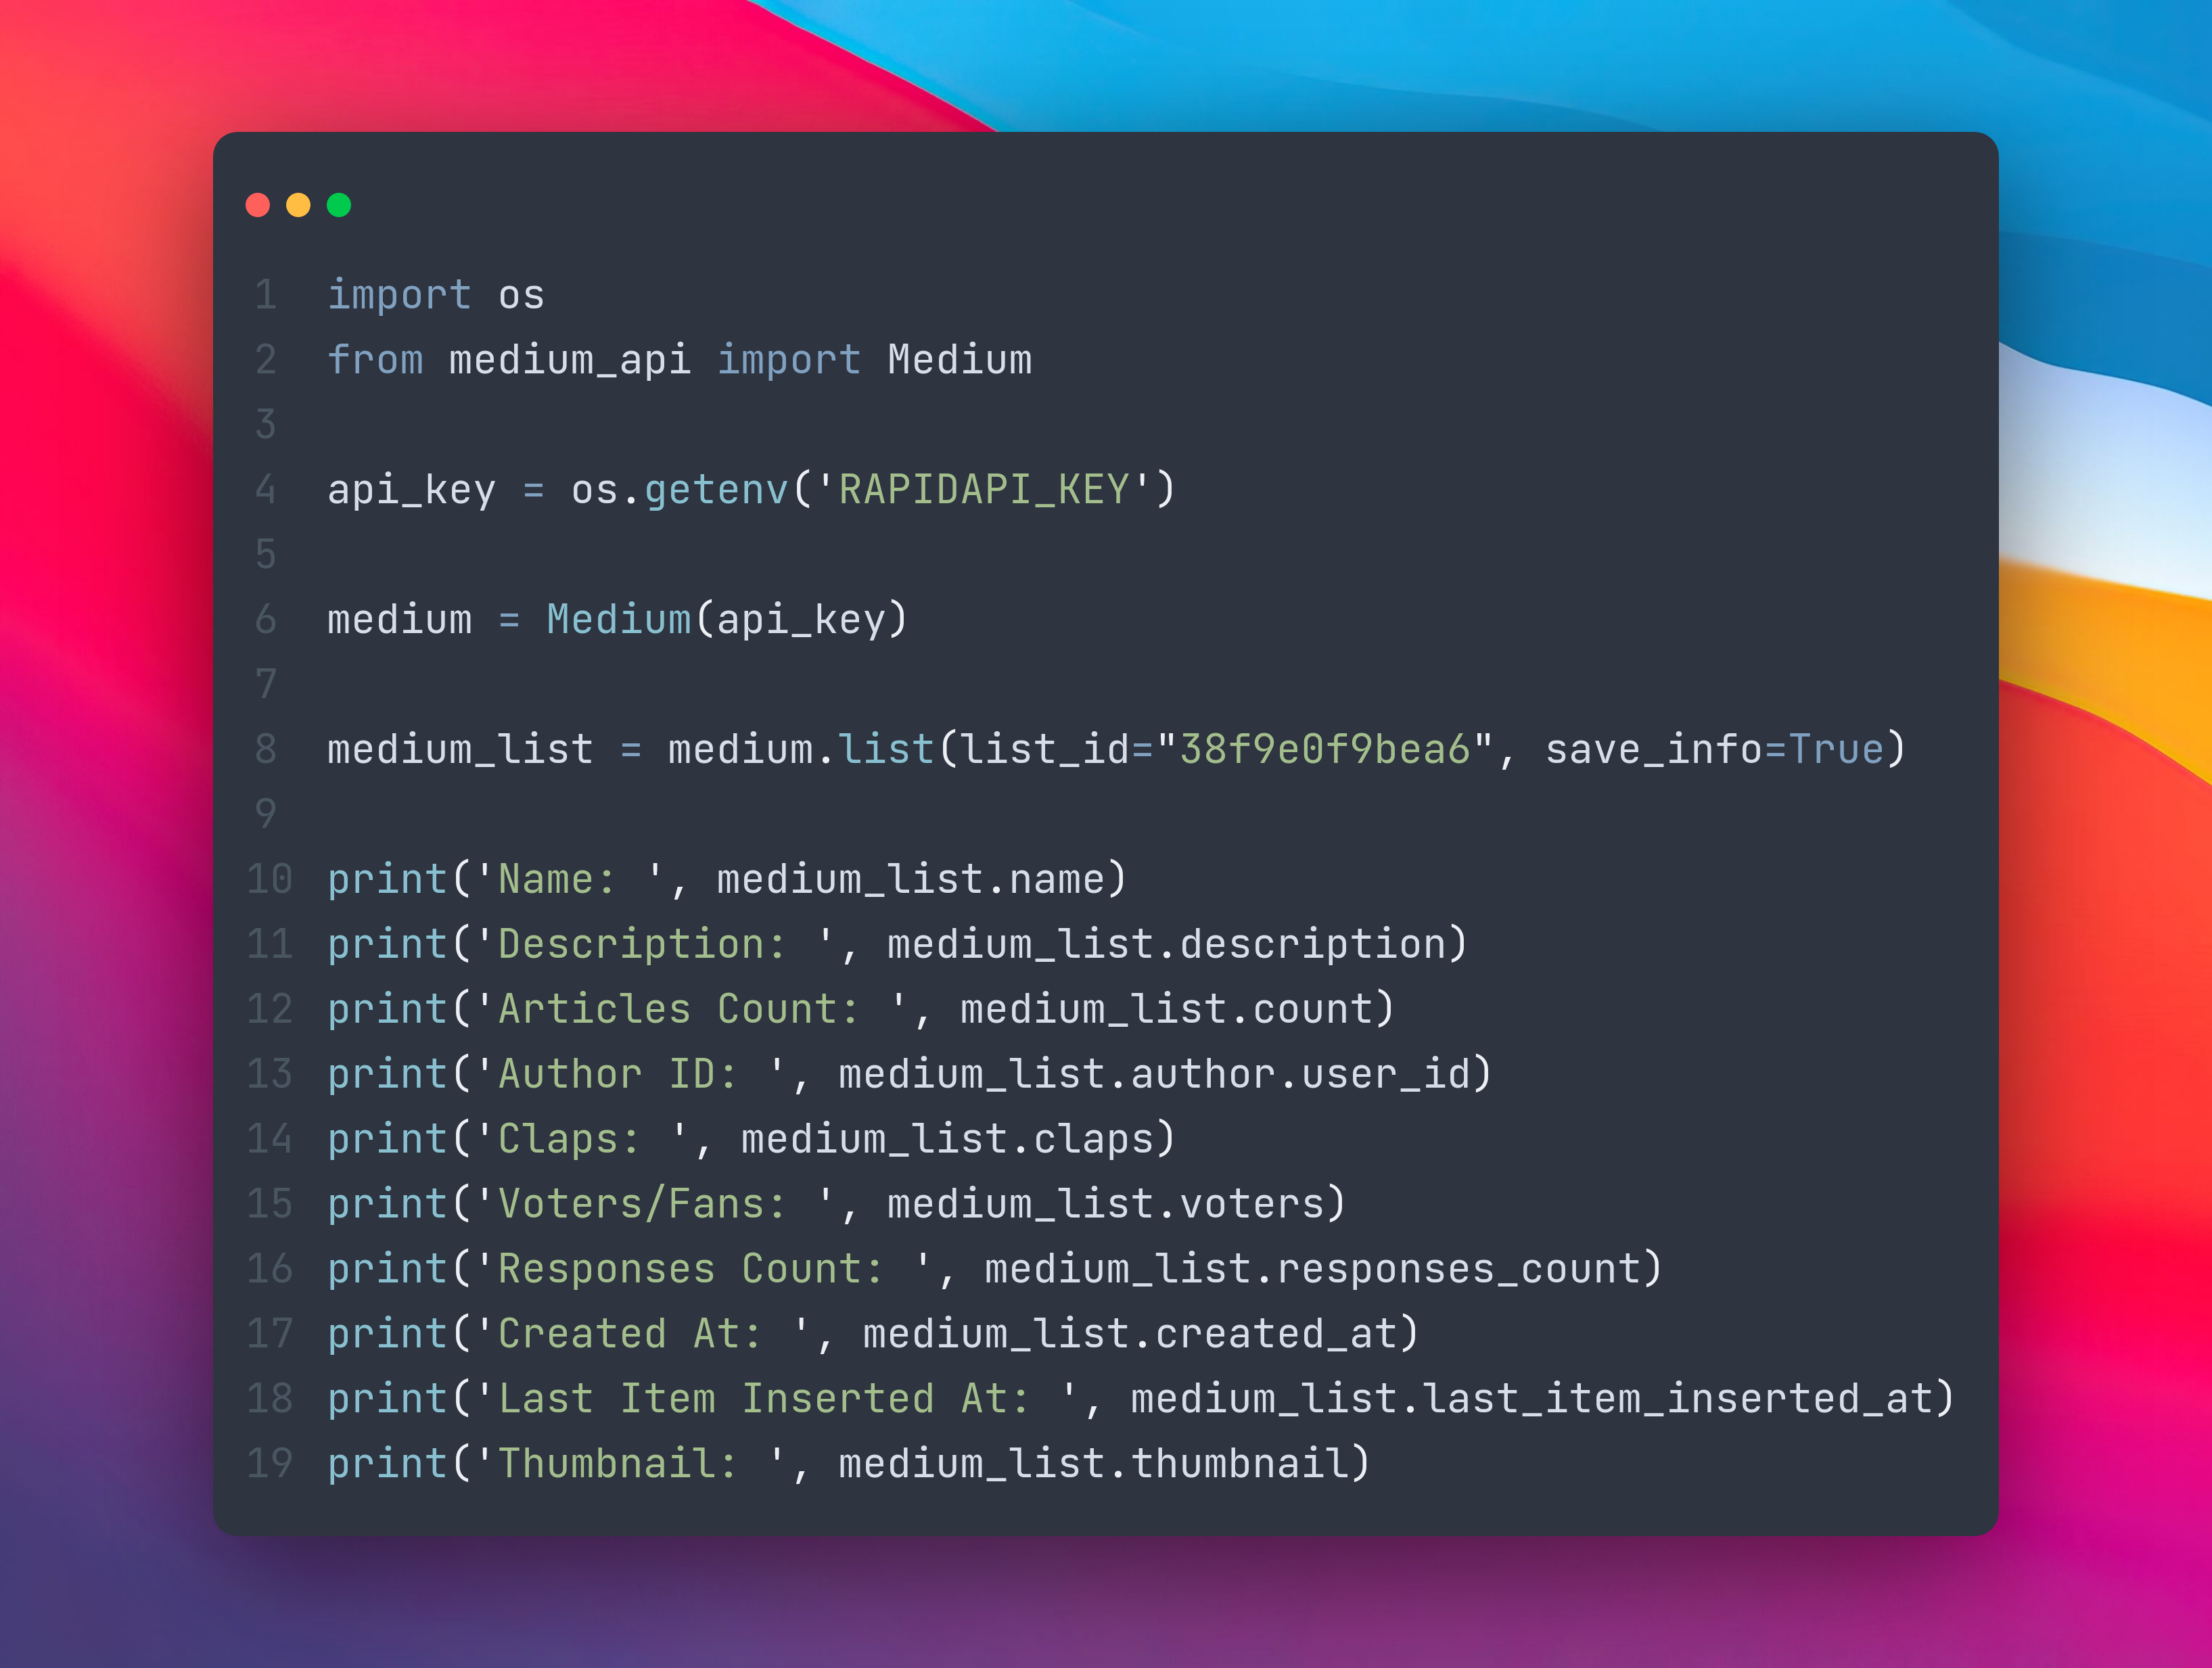 1 import os
2 from medium_api import Medium
3
4 api_key = os.getenv('RAPIDAPI_KEY')
5
6 medium = Medium(api_key)
7
8 medium_list = medium.list(list_id="38f9e0f9bea6", save_info=True)
9
10 print('Name: ', medium_list.name)
11 print('Description: ', medium_list.description)
12 print('Articles Count: ', medium_list.count)
13 print('Author ID: ', medium_list.author.user_id)
14 print('Claps: ', medium_list.claps)
15 print('Voters/Fans: ', medium_list.voters)
16 print('Responses Count: ', medium_list.responses_count)
17 print('Created At: ', medium_list.created_at)
18 print('Last Item Inserted At: ', medium_list.last_item_inserted_at)
19 print('Thumbnail: ', medium_list.thumbnail)